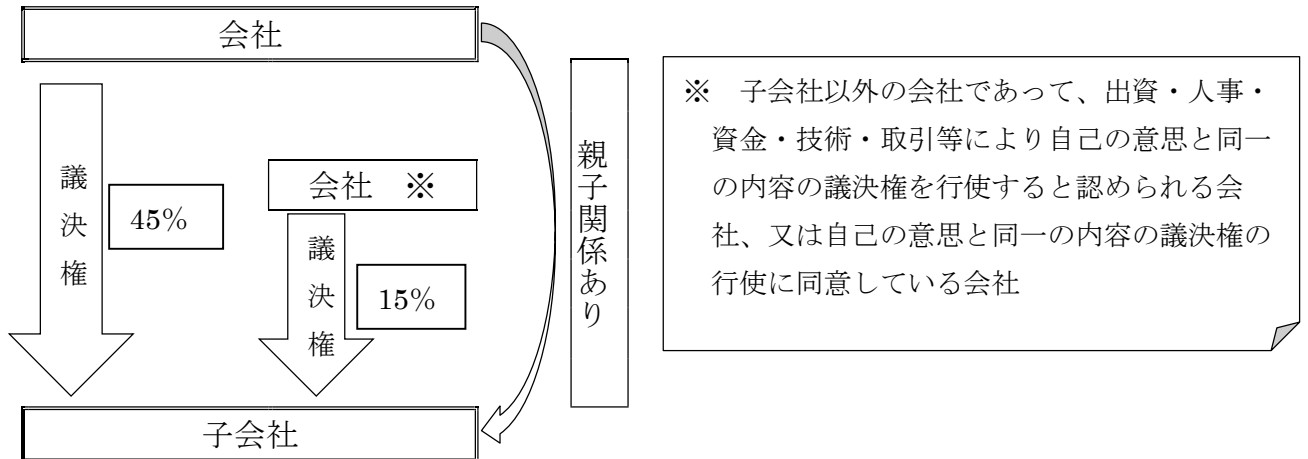 会社
議決権
45%
会社　※
議決権
15%
親子関係あり
子会社
※　子会社以外の会社であって、出資・人事・
資金・技術・取引等により自己の意思と同一
の内容の議決権を行使すると認められる会
社、又は自己の意思と同一の内容の議決権の
行使に同意している会社